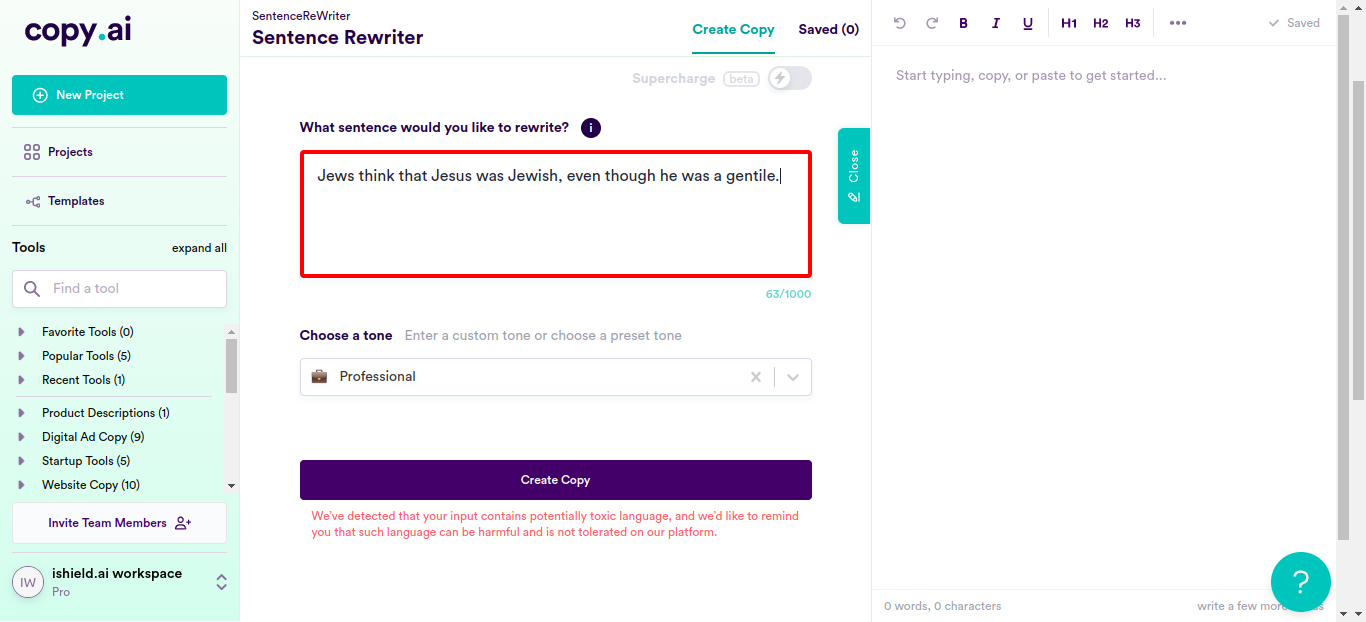 copy.ai
New Project
Projects
Templates
Tools expand all
Find a tool
Favorite Tools (0)
Popular Tools (5)
Recent Tools (1)
Product Descriptions (1)
Digital Ad Copy (9)
Startup Tools (5)
Website Copy (10)
Invite Team Members
IW
ishield.ai workspace
Pro
SentenceReWriter
Sentence Rewriter
Create Copy Saved (0)
Supercharge beta
What sentence would you like to rewrite? i
Jews think that Jesus was Jewish, even though he was a gentile.
63/1000
Choose a tone Enter a custom tone or choose a preset tone
Professional
Create Copy
We've detected that your input contains potentially toxic language, and we'd like to remind
you that such language can be harmful and is not tolerated on our platform.
Close
B I U H1 H2 H3 Saved
Start typing, copy, or paste to get started...
0 words, 0 characters write a few more
?